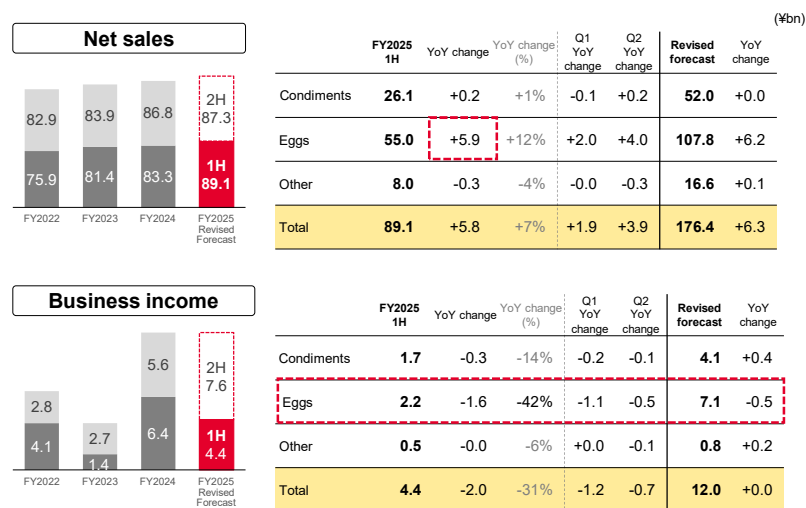 (¥bn)
Net sales
82.9
83.9
86.8
2H
87.3
75.9
81.4
83.3
1H
89.1
FY2022
FY2023
FY2024
FY2025
Revised
Forecast
FY2025
1H
YoY change
YoY change
(%)
Q1
YoY
change
Q2
YoY
change
Revised
forecast
YoY
change
Condiments 26.1 +0.2 +1% -0.1 +0.2 52.0 +0.0
Eggs 55.0 +5.9 +12% +2.0 +4.0 107.8 +6.2
Other 8.0 -0.3 -4% -0.0 -0.3 16.6 +0.1
Total 89.1 +5.8 +7% +1.9 +3.9 176.4 +6.3
Business income
2.8
2.7
5.6
2H
7.6
4.1
1.4
6.4
1H
4.4
FY2022
FY2023
FY2024
FY2025
Revised
Forecast
FY2025
1H
YoY change
YoY change
(%)
Q1
YoY
change
Q2
YoY
change
Revised
forecast
YoY
change
Condiments 1.7 -0.3 -14% -0.2 -0.1 4.1 +0.4
Eggs 2.2 -1.6 -42% -1.1 -0.5 7.1 -0.5
Other 0.5 -0.0 -6% +0.0 -0.1 0.8 +0.2
Total 4.4 -2.0 -31% -1.2 -0.7 12.0 +0.0